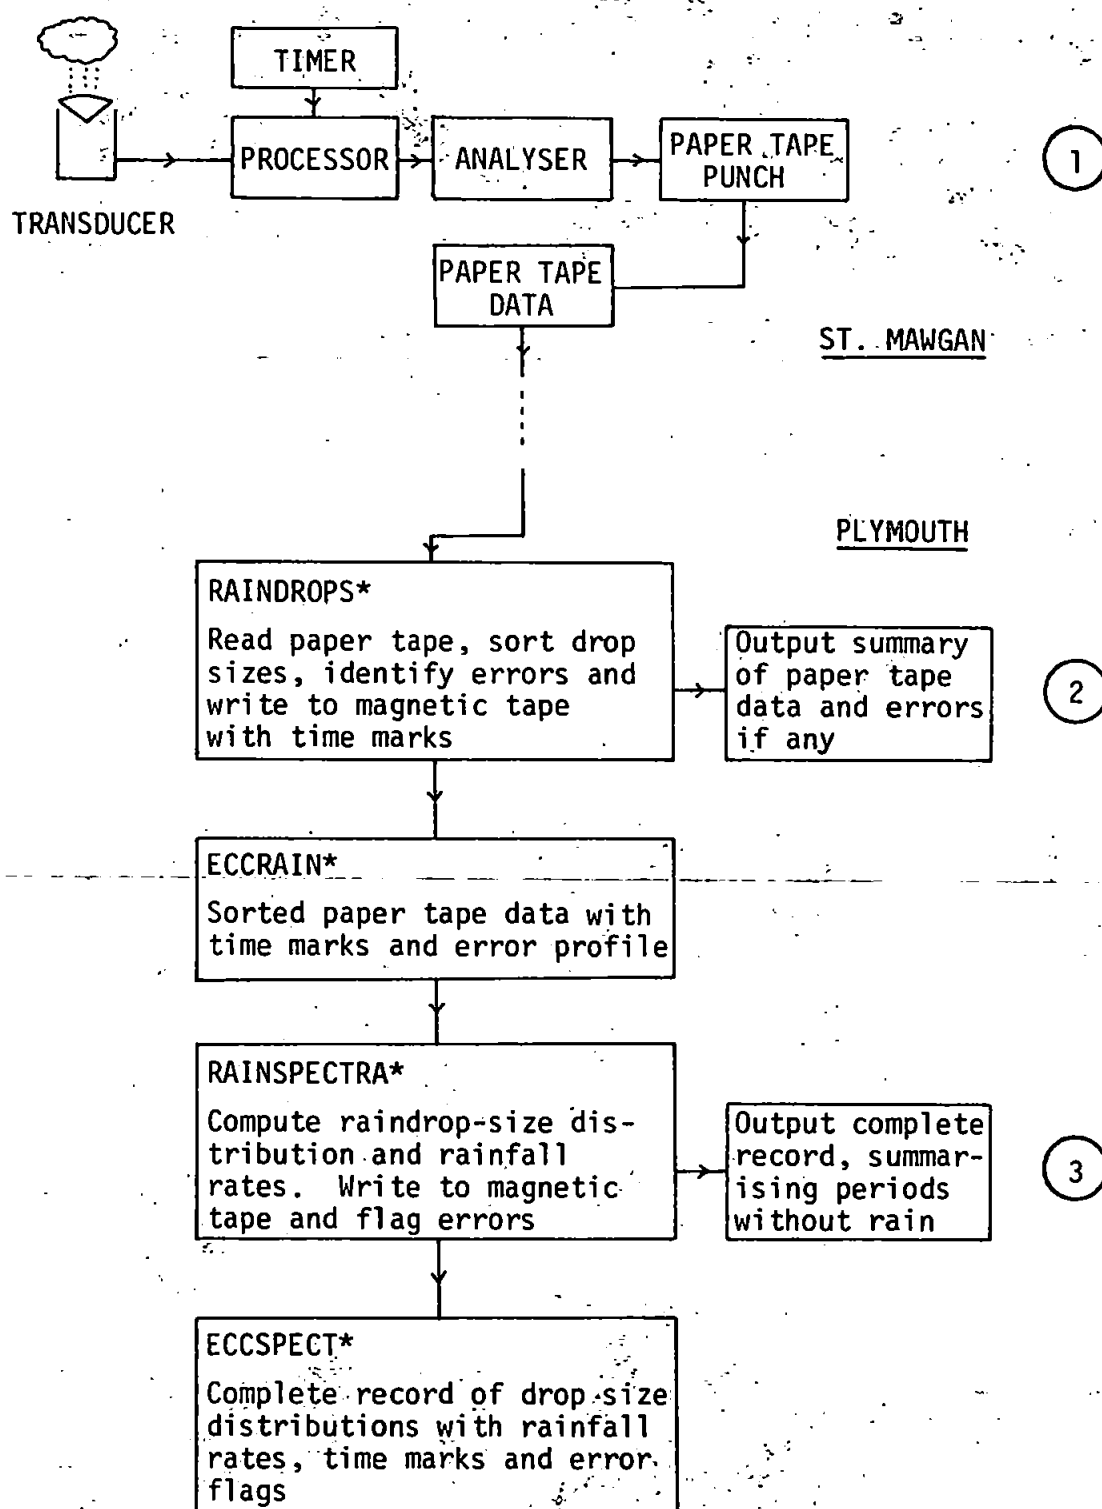 TIMER
PROCESSOR
ANALYSER
PAPER TAPE
PUNCH
1
TRANSDUCER
PAPER TAPE
DATA
ST. MAWGAN
PLYMOUTH
RAINDROPS*
Read paper tape, sort drop
sizes, identify errors and
write to magnetic tape
with time marks
Output summary
of paper tape
data and errors
if any
2
ECCRAIN*
Sorted paper tape data with
time marks and error profile
RAINSPECTRA*
Compute raindrop-size dis-
tribution and rainfall
rates. Write to magnetic
tape and flag errors
Output complete
record, summar-
ising periods
without rain
3
ECCSPECT*
Complete record of drop size
distributions with rainfall
rates, time marks and error
flags